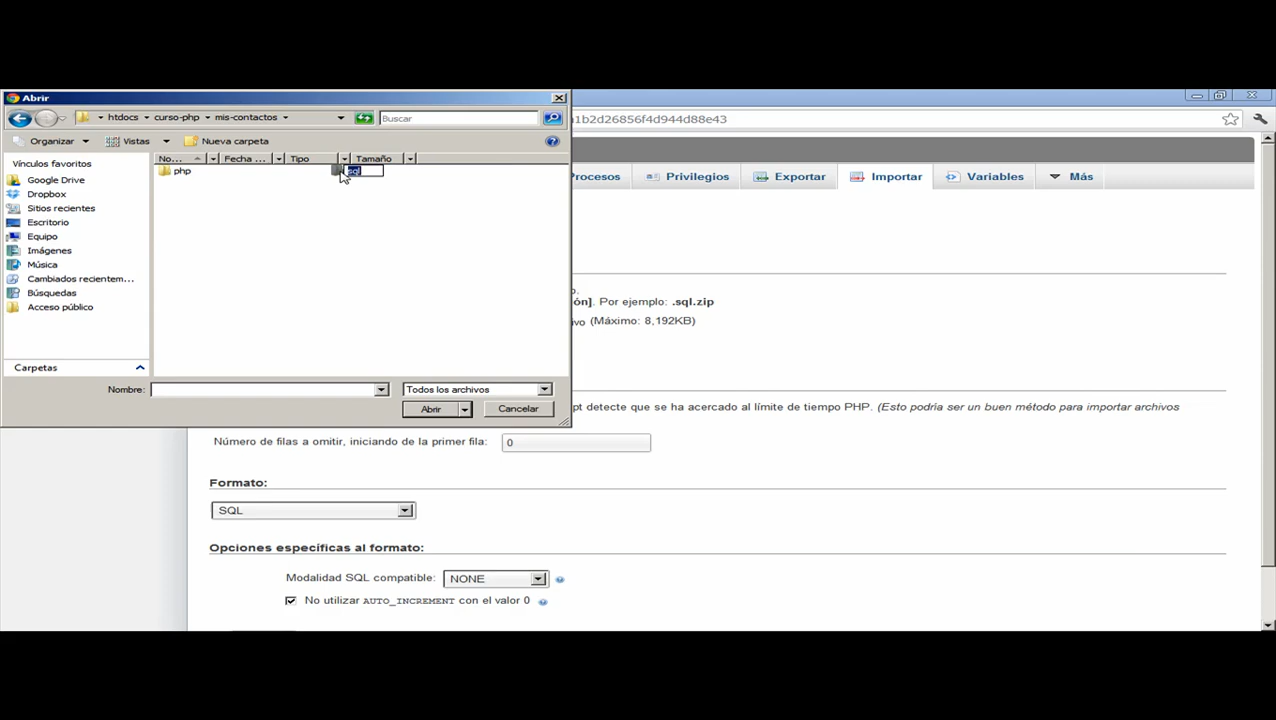 Abrir
htdocs curso-php mis-contactos
Buscar
Organizar Vistas Nueva carpeta
Vínculos favoritos
Google Drive
Dropbox
Sitios recientes
Escritorio
Equipo
Imágenes
Música
Cambiados recientem...
Búsquedas
Acceso público
Carpetas
No... Fecha ... Tipo Tamaño
php
sql
Nombre:
Todos los archivos
Abrir
Cancelar
a1b2d26856f4d944d88e43
Procesos Privilegios Exportar Importar Variables Más
o.
ón]. Por ejemplo: .sql.zip
ivo (Máximo: 8,192KB)
pt detecte que se ha acercado al límite de tiempo PHP. (Esto podría ser un buen método para importar archivos
Número de filas a omitir, iniciando de la primer fila: 0
Formato:
SQL
Opciones específicas al formato:
Modalidad SQL compatible: NONE
No utilizar AUTO_INCREMENT con el valor 0